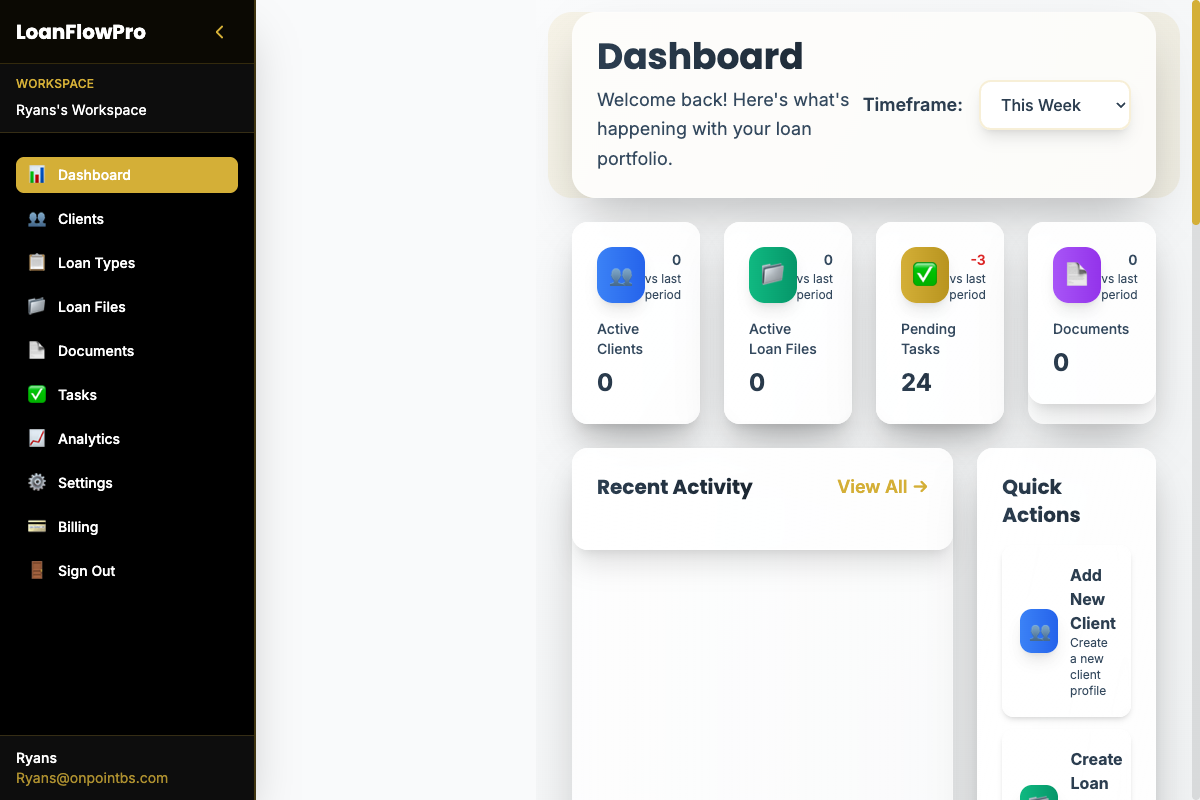 LoanFlowPro
WORKSPACE
Ryans's Workspace
Dashboard
Clients
Loan Types
Loan Files
Documents
Tasks
Analytics
Settings
Billing
Sign Out
Ryans
Ryans@onpointbs.com
Dashboard
Welcome back! Here's what's
happening with your loan
portfolio.
Timeframe:
This Week
0
vs last
period
Active
Clients
0
0
vs last
period
Active
Loan Files
0
-3
vs last
period
Pending
Tasks
24
0
vs last
period
Documents
0
Recent Activity
View All →
Quick
Actions
Add
New
Client
Create
a new
client
profile
Create
Loan